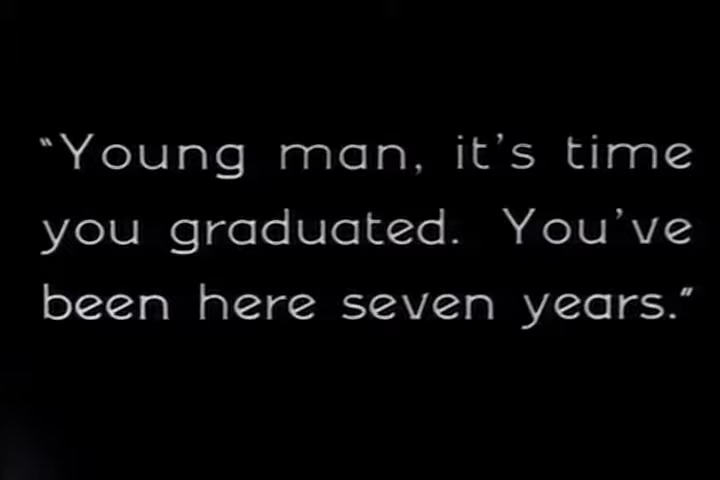 "Young man, it's time
you graduated. You've
been here seven years."